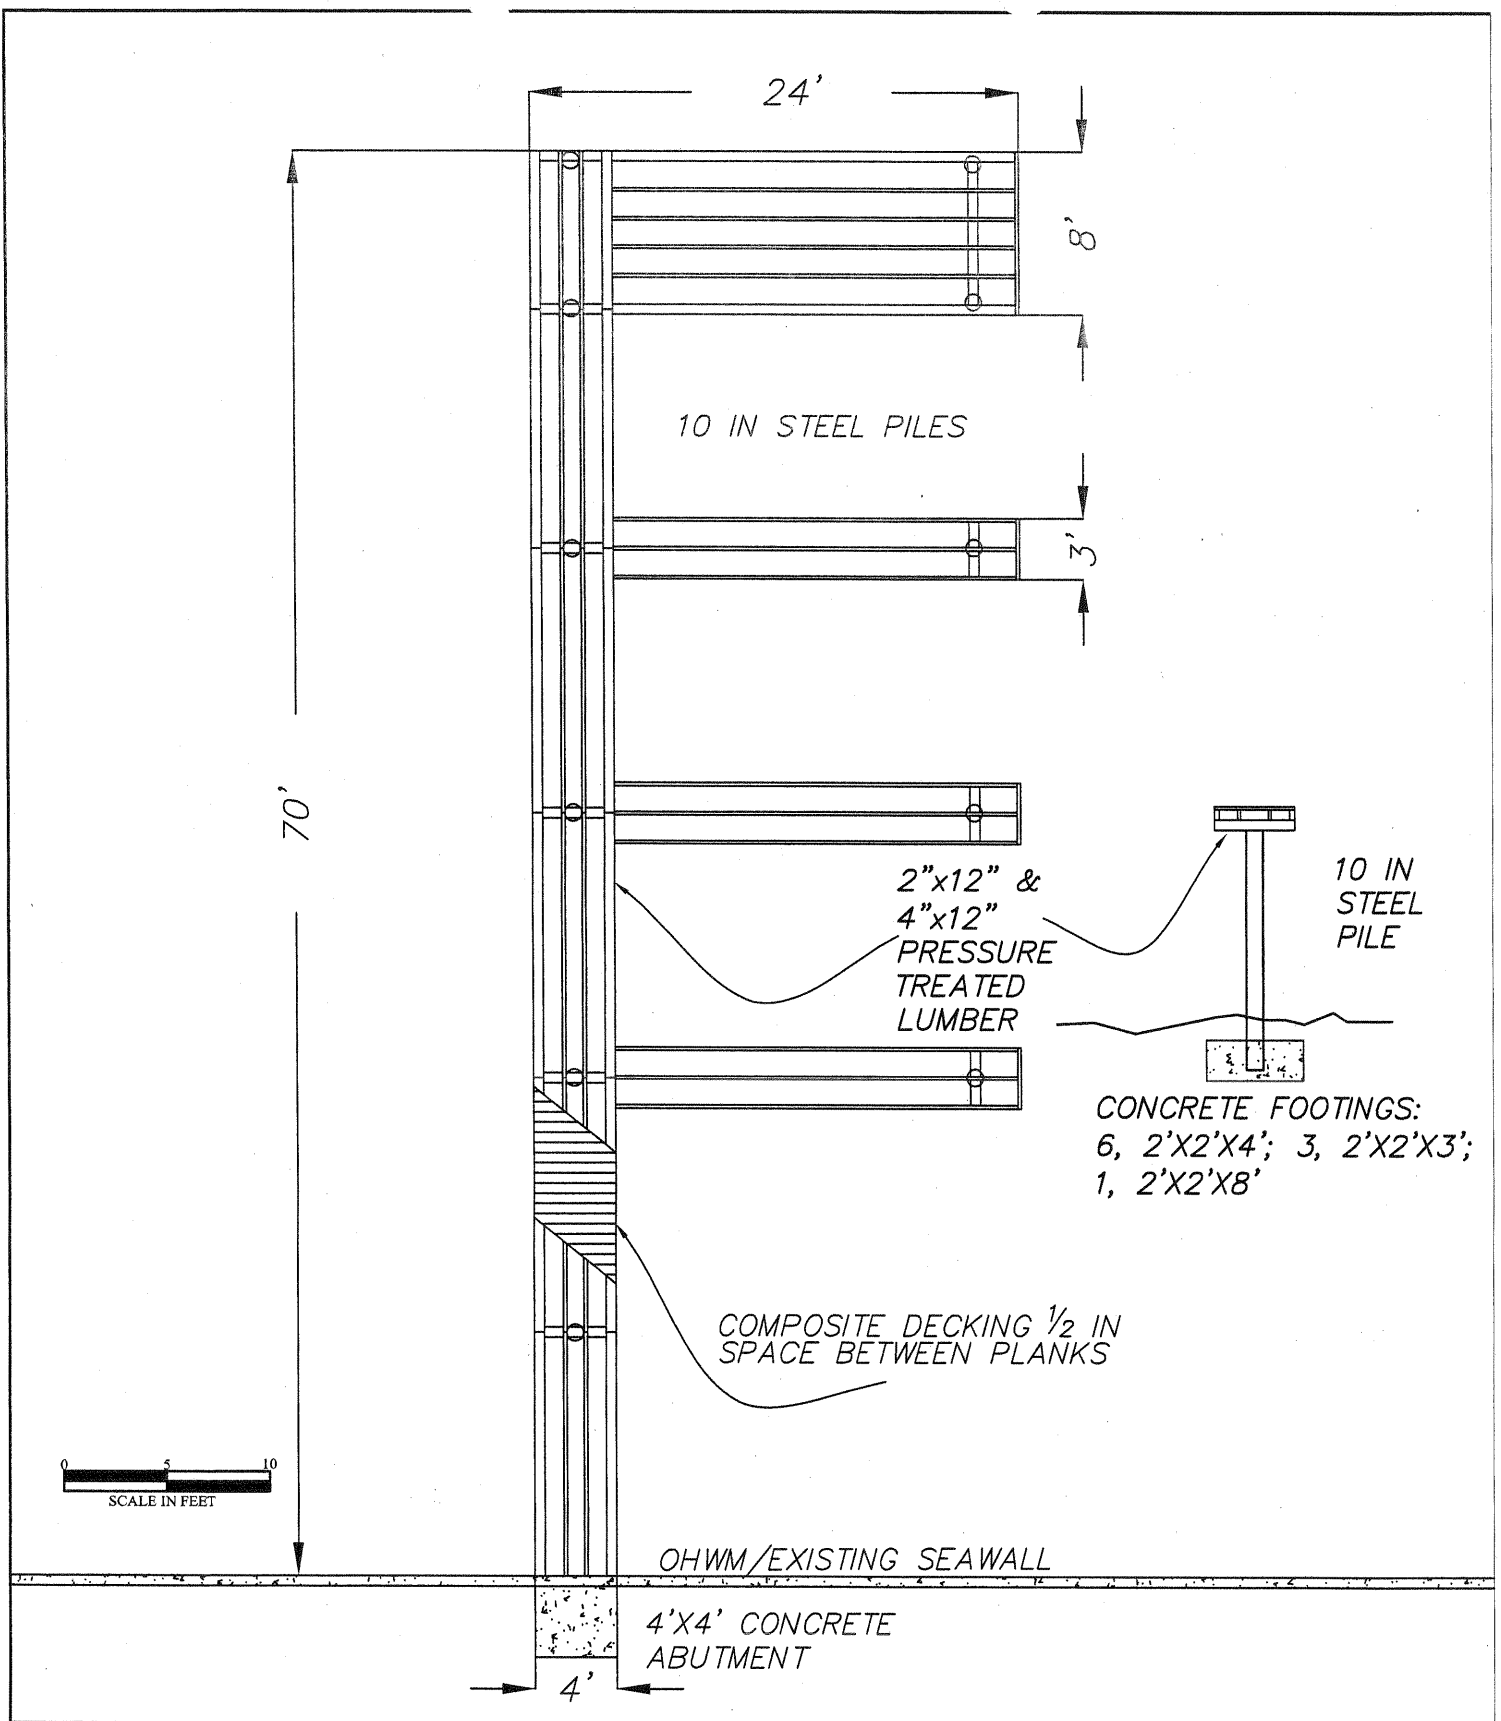 24'
8'
10 IN STEEL PILES
3'
70'
2"x12" &
4"x12"
PRESSURE
TREATED
LUMBER
10 IN
STEEL
PILE
CONCRETE FOOTINGS:
6, 2'X2'X4'; 3, 2'X2'X3';
1, 2'X2'X8'
COMPOSITE DECKING ½ IN
SPACE BETWEEN PLANKS
0 5 10
SCALE IN FEET
OHWM/EXISTING SEAWALL
4'X4' CONCRETE
ABUTMENT
4'